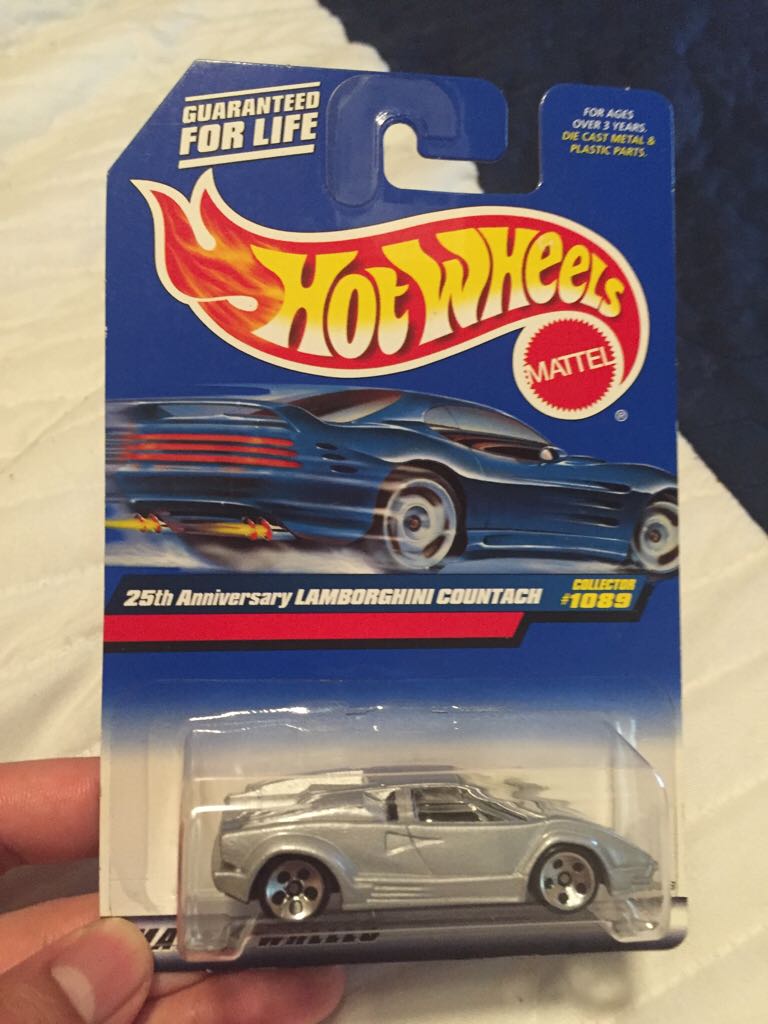 GUARANTEED
FOR LIFE
FOR AGES
OVER 3 YEARS.
DIE CAST METAL &
PLASTIC PARTS.
HOT WHEELS
MATTEL
®
25th Anniversary LAMBORGHINI COUNTACH
COLLECTOR
#1089
WHEELS